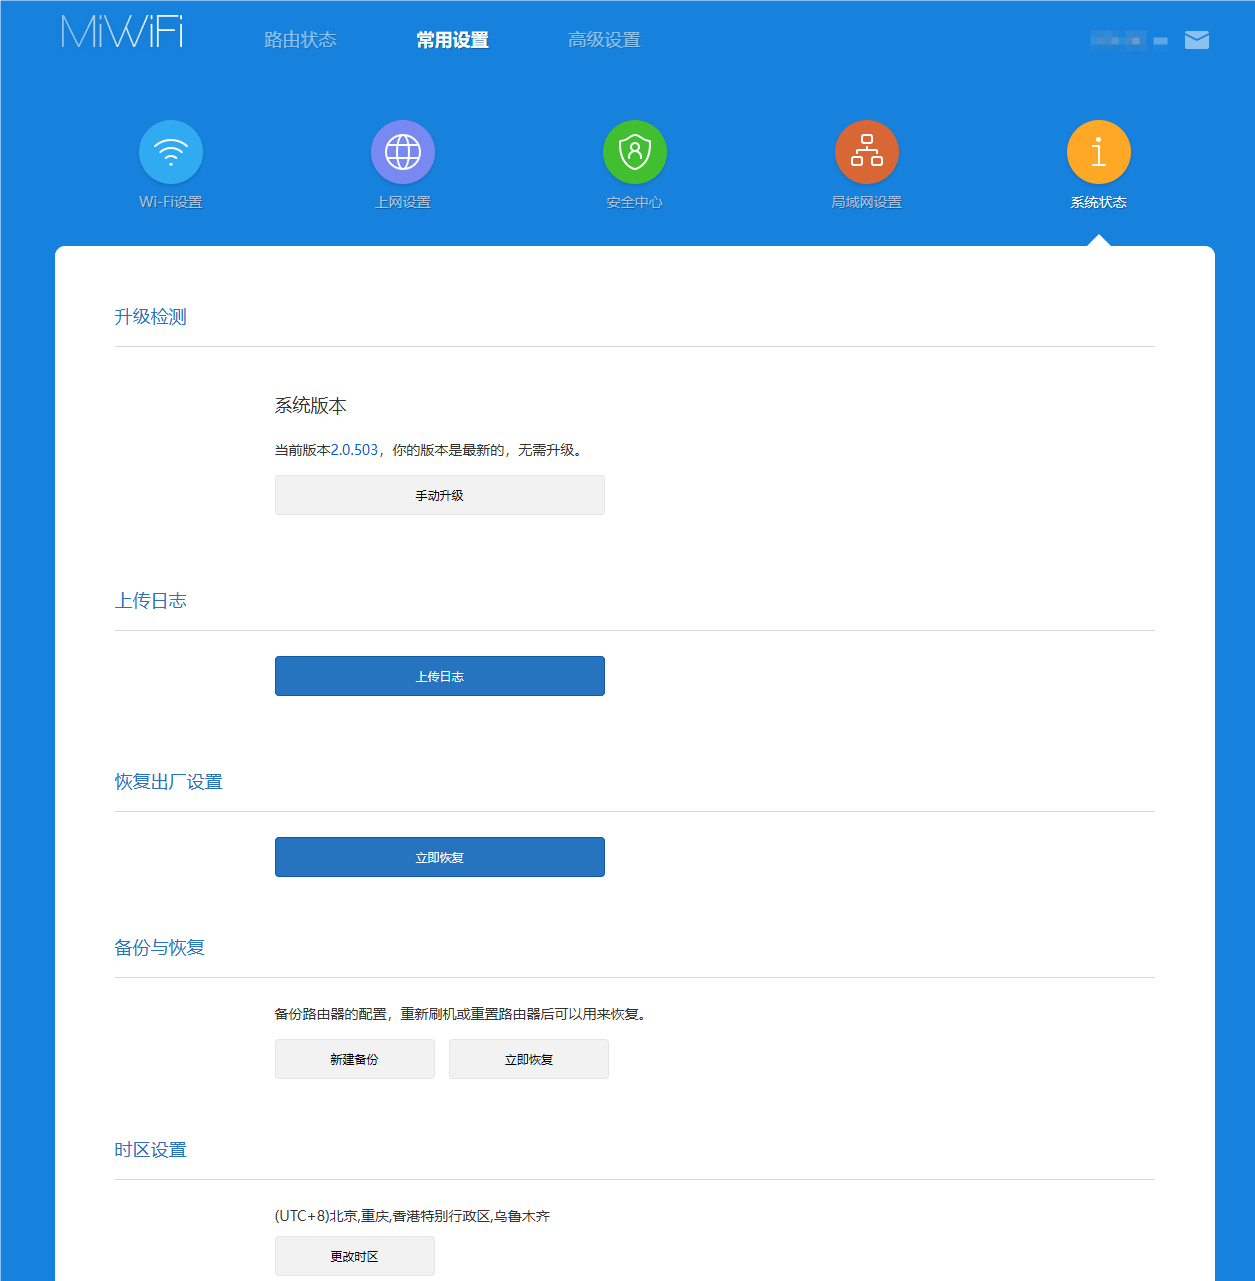 MiWiFi
路由状态
常用设置
高级设置
Wi-Fi设置
上网设置
安全中心
局域网设置
系统状态
升级检测
系统版本
当前版本2.0.503，你的版本是最新的，无需升级。
手动升级
上传日志
上传日志
恢复出厂设置
立即恢复
备份与恢复
备份路由器的配置，重新刷机或重置路由器后可以用来恢复。
新建备份
立即恢复
时区设置
(UTC+8)北京,重庆,香港特别行政区,乌鲁木齐
更改时区